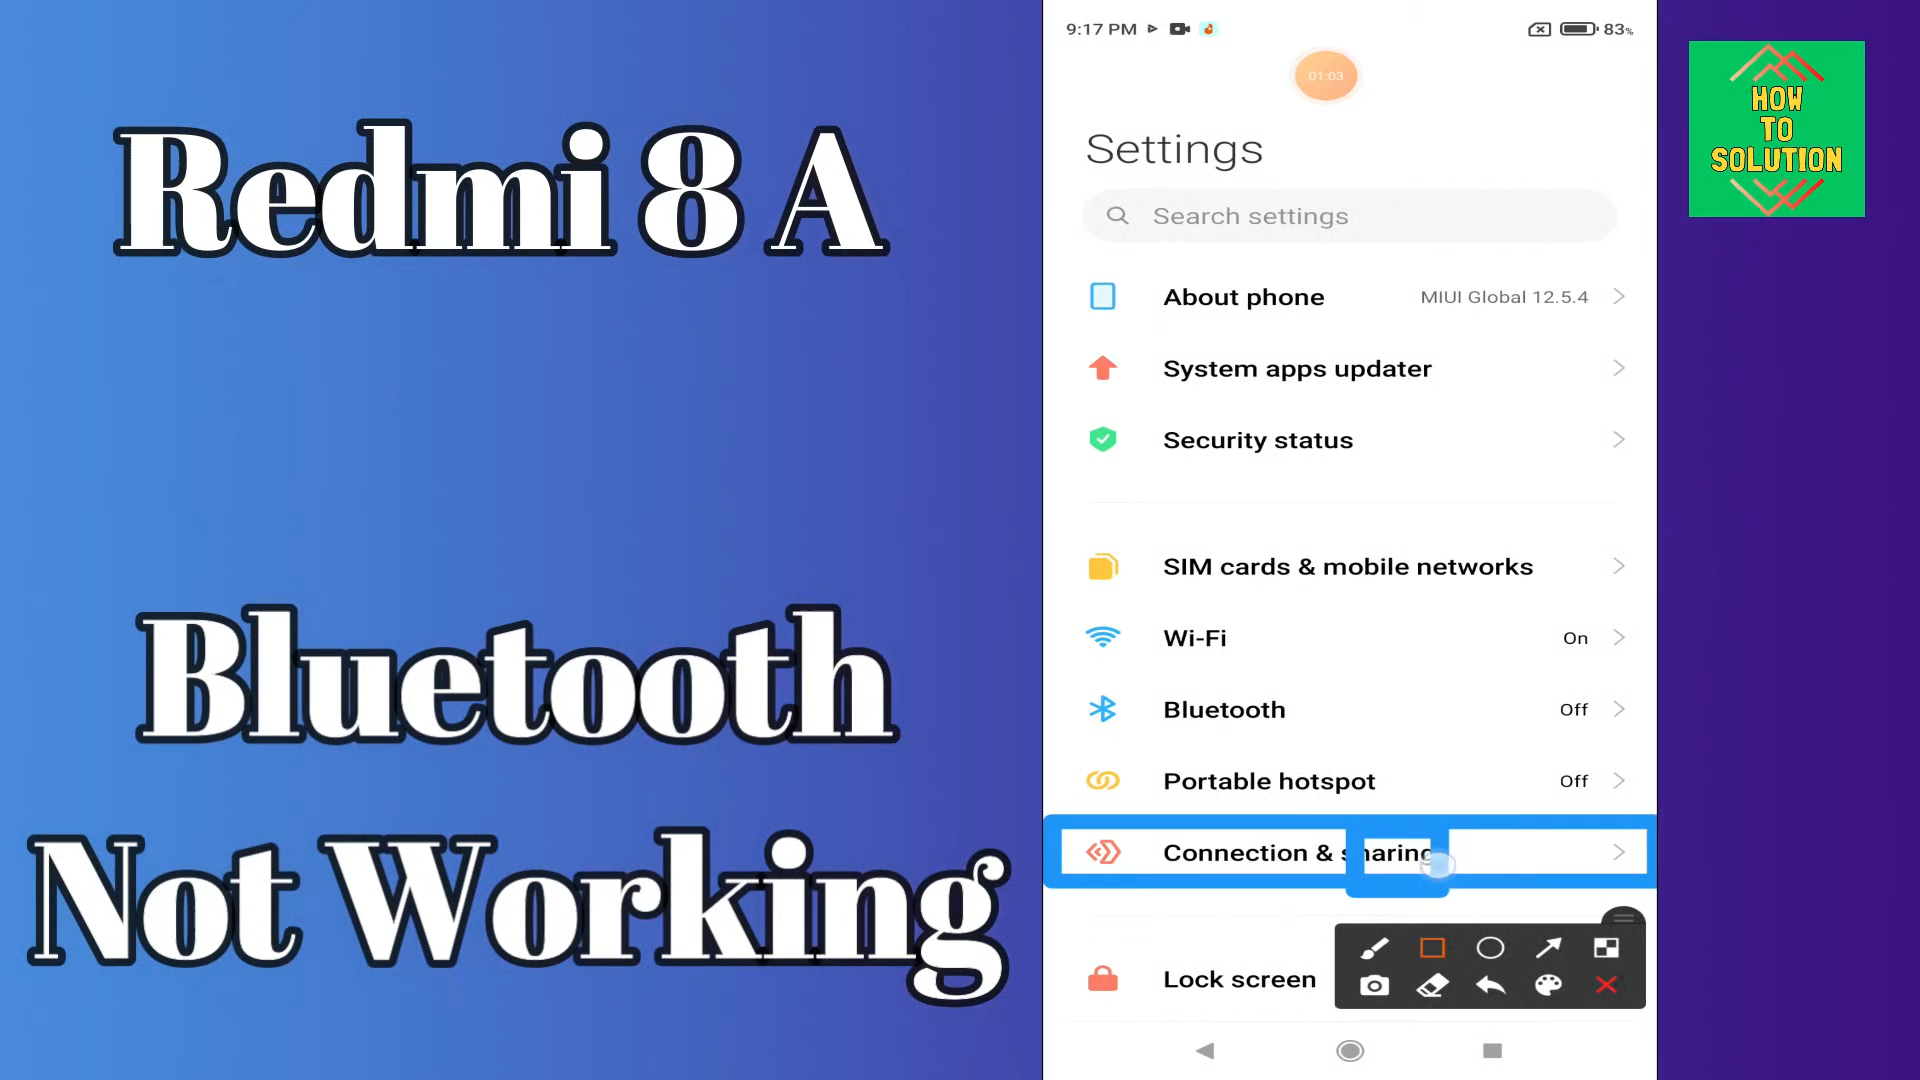 Redmi 8 A
Bluetooth
Not Working
9:17 PM
83%
01:03
Settings
Search settings
About phone
MIUI Global 12.5.4
System apps updater
Security status
SIM cards & mobile networks
Wi-Fi
On
Bluetooth
Off
Portable hotspot
Off
Connection & sharing
Lock screen
HOW
TO
SOLUTION